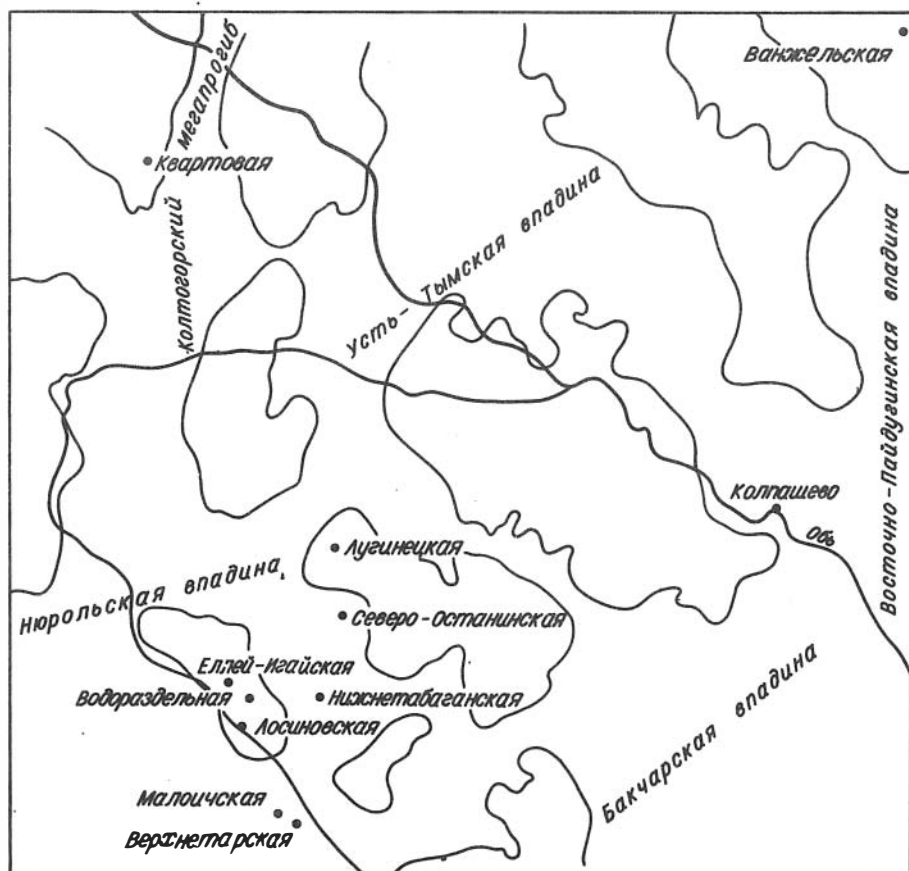 Ванжельская
мегапрогиб
Квартовая
Колтогорский
Усть-Тымская впадина
Восточно-Пайдугинская впадина
Колпашево
Обь
Лугинецкая
Нюрольская впадина
Северо-Останинская
Еллей-Игайская
Водораздельная
Нижнетабаганская
Лосиновская
Бакчарская впадина
Малоичская
Верхнетарская